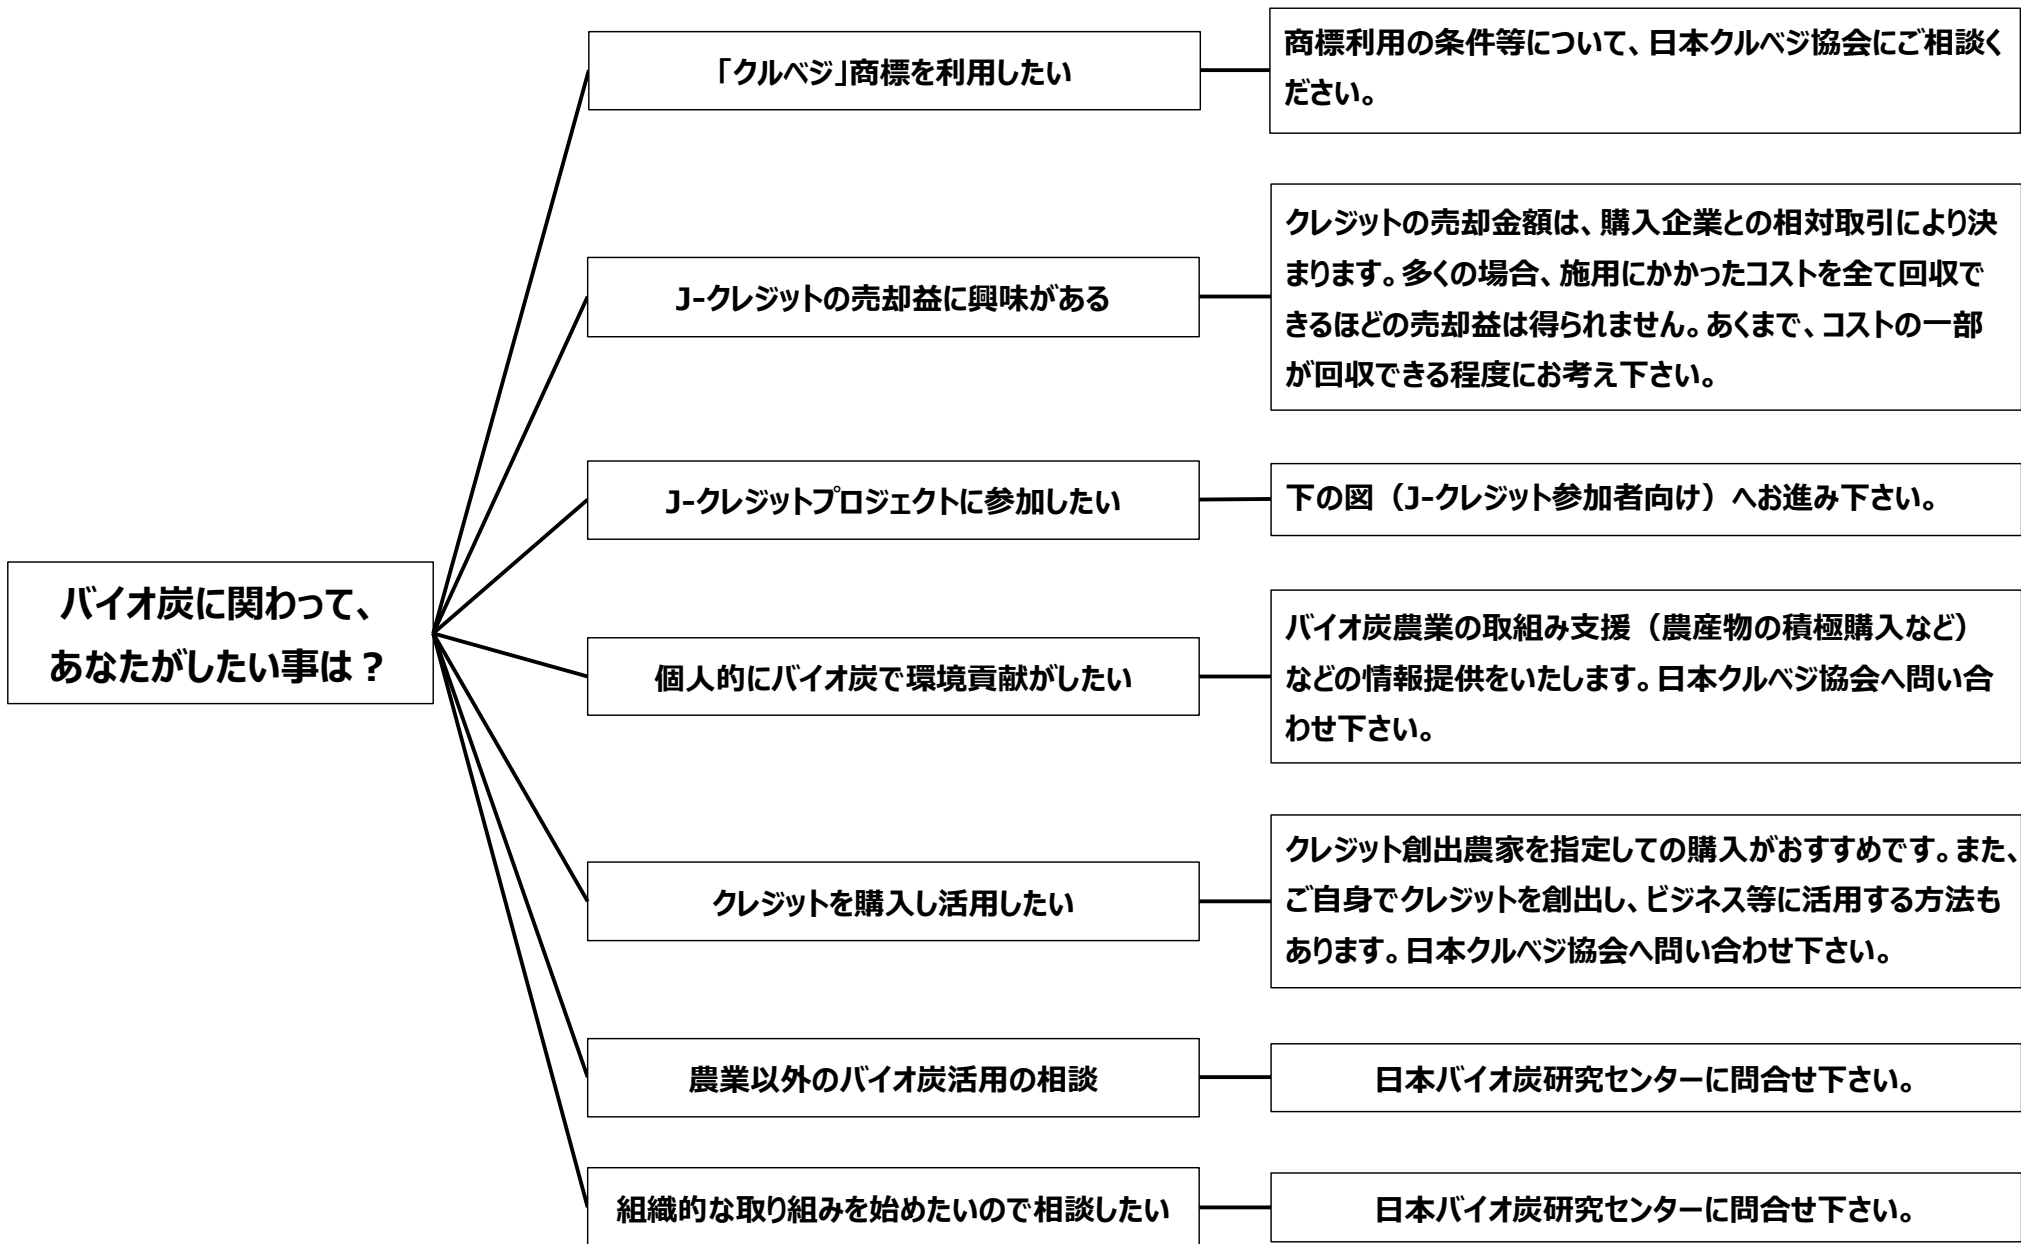 バイオ炭に関わって、
あなたがしたい事は？
「クルベジ」商標を利用したい
商標利用の条件等について、日本クルベジ協会にご相談く
ださい。
J-クレジットの売却益に興味がある
クレジットの売却金額は、購入企業との相対取引により決
まります。多くの場合、施用にかかったコストを全て回収で
きるほどの売却益は得られません。あくまで、コストの一部
が回収できる程度にお考え下さい。
J-クレジットプロジェクトに参加したい
下の図（J-クレジット参加者向け）へお進み下さい。
個人的にバイオ炭で環境貢献がしたい
バイオ炭農業の取組み支援（農産物の積極購入など）
などの情報提供をいたします。日本クルベジ協会へ問い合
わせ下さい。
クレジットを購入し活用したい
クレジット創出農家を指定しての購入がおすすめです。また、
ご自身でクレジットを創出し、ビジネス等に活用する方法も
あります。日本クルベジ協会へ問い合わせ下さい。
農業以外のバイオ炭活用の相談
日本バイオ炭研究センターに問合せ下さい。
組織的な取り組みを始めたいので相談したい
日本バイオ炭研究センターに問合せ下さい。